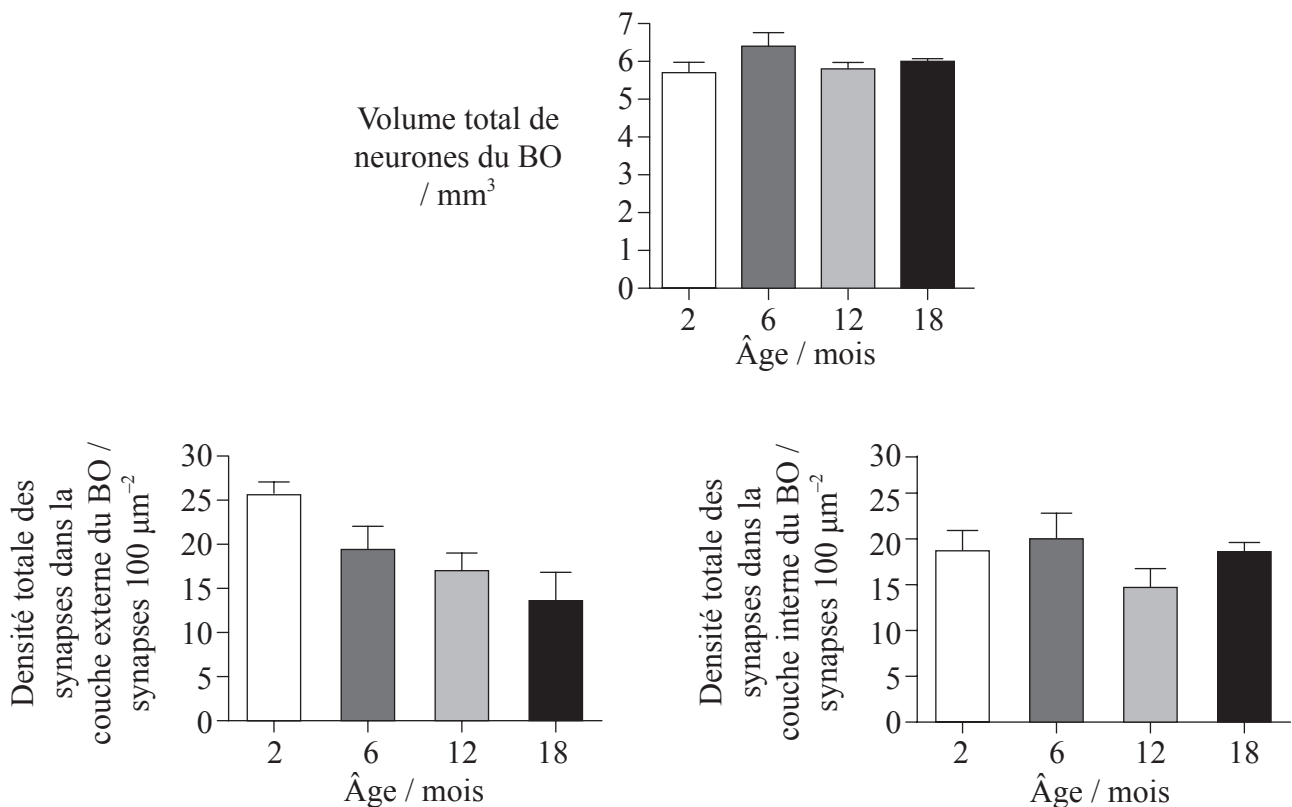 Volume total de
neurones du BO
/ mm³
7
6
5
4
3
2
1
0
2 6 12 18
Âge / mois
Densité totale des
synapses dans la
couche externe du BO /
synapses 100 µm⁻²
30
25
20
15
10
5
0
2 6 12 18
Âge / mois
Densité totale des
synapses dans la
couche interne du BO /
synapses 100 µm⁻²
30
25
20
15
10
5
0
2 6 12 18
Âge / mois